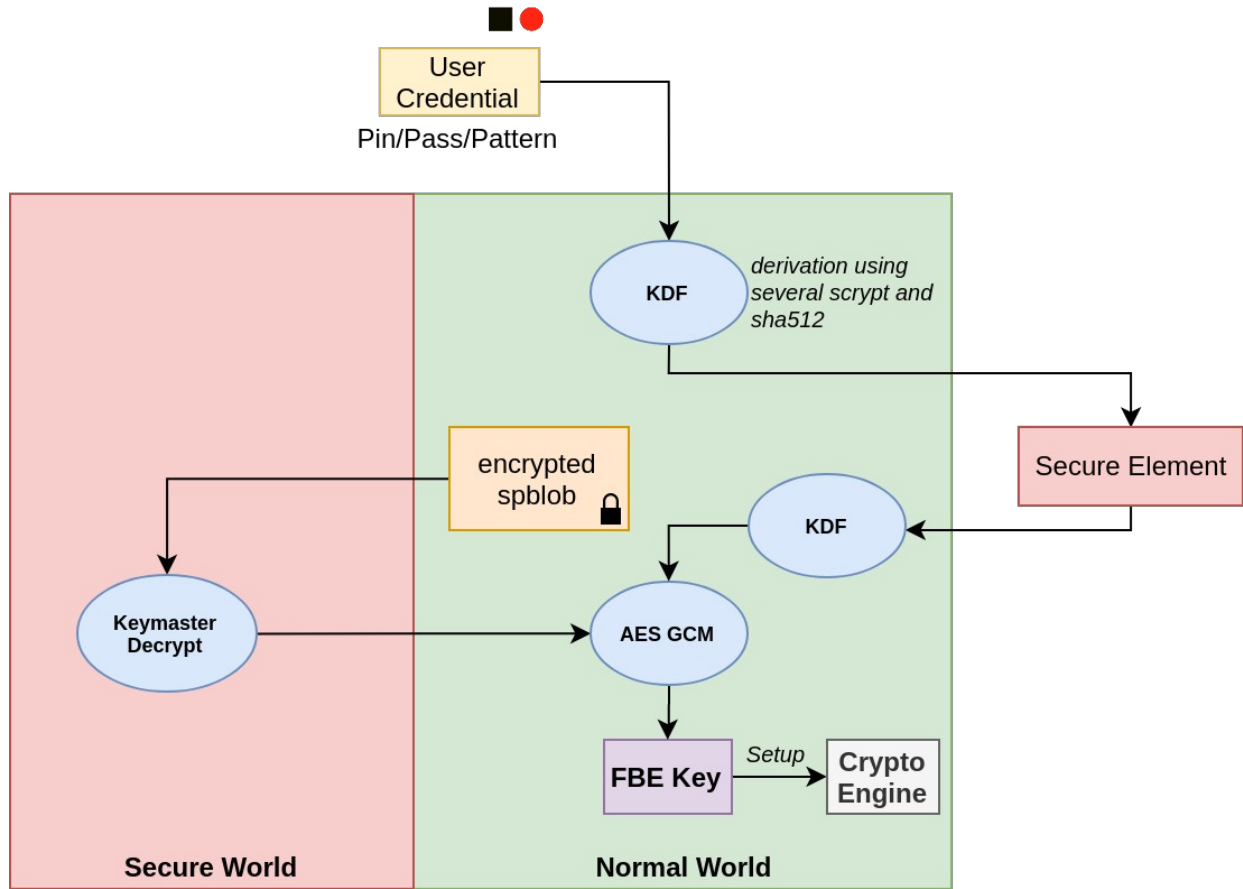 User
Credential
Pin/Pass/Pattern
KDF
derivation using
several scrypt and
sha512
encrypted
spblob
Secure Element
KDF
Keymaster
Decrypt
AES GCM
FBE Key
Setup
Crypto
Engine
Secure World
Normal World